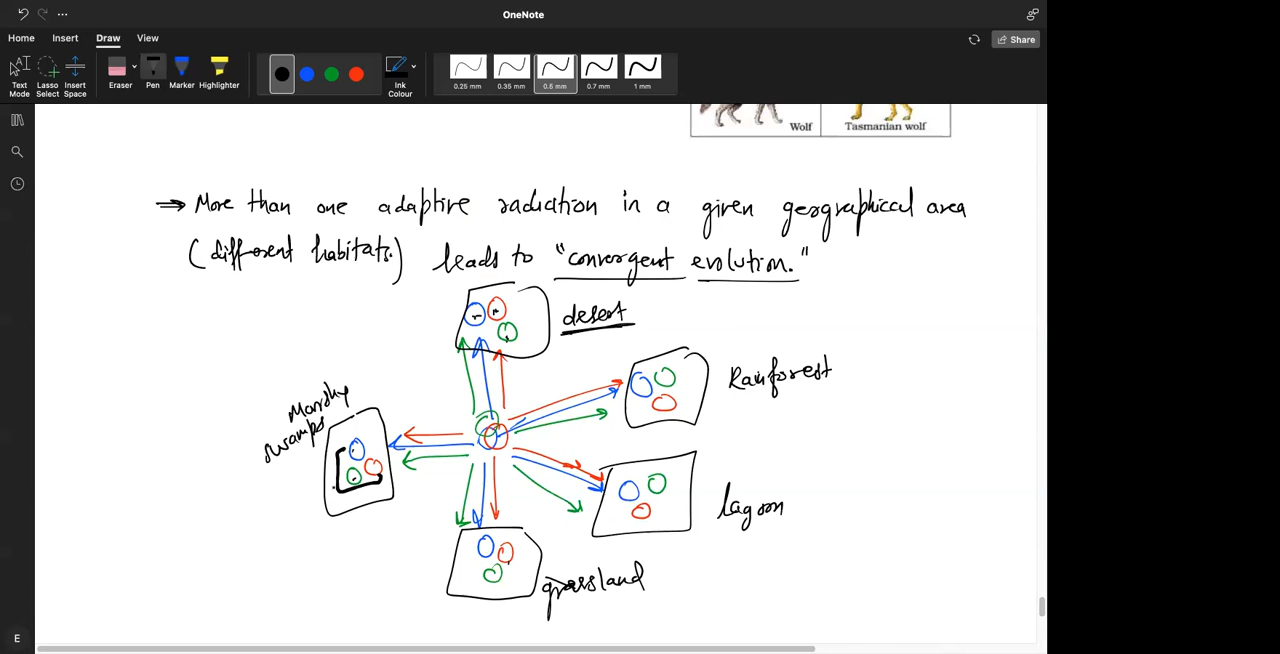 OneNote
Home Insert Draw View
Share
Text Mode Lasso Select Insert Space Eraser Pen Marker Highlighter Ink Colour
0.25 mm 0.35 mm 0.5 mm 0.7 mm 1 mm
Wolf Tasmanian wolf
⇒ More than one adaptive radiation in a given geographical area
(different habitats.) leads to "convergent evolution."
desert
Rainforest
Marshy
swamps
Lagoon
grassland
E